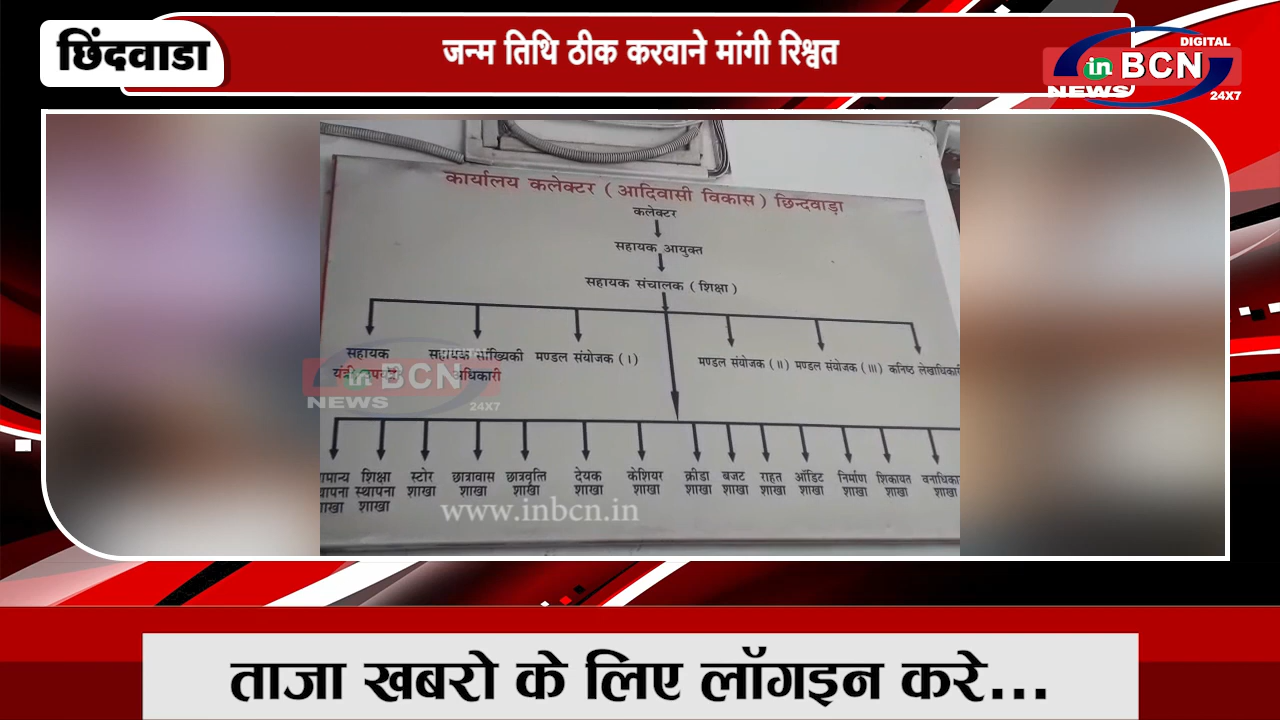 छिंदवाडा
जन्म तिथि ठीक करवाने मांगी रिश्वत
DIGITAL
in BCN
NEWS
24X7
कार्यालय कलेक्टर ( आदिवासी विकास ) छिन्दवाड़ा
कलेक्टर
सहायक आयुक्त
सहायक संचालक ( शिक्षा )
सहायक सांख्यिकी मण्डल संयोजक ( I ) मण्डल संयोजक ( II ) मण्डल संयोजक ( III ) कनिष्ठ
सहायक
अधिकारी
in BCN
NEWS
24X7
शिक्षा स्टोर छात्रावास छात्रवृत्ति देयक केशियर क्रीडा बजट राहत ऑडिट निर्माण शिकायत
स्थापना शाखा शाखा शाखा शाखा शाखा शाखा शाखा शाखा शाखा शाखा शाखा शाखा
शाखा
www.inbcn.in
ताजा खबरो के लिए लॉगइन करे...